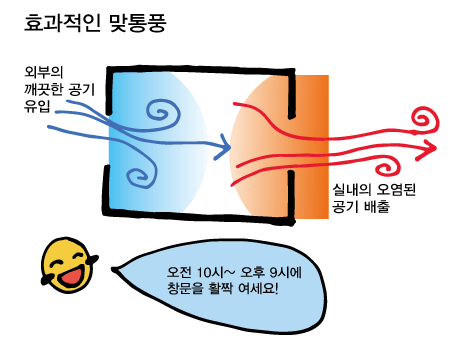 효과적인 맞통풍
외부의
깨끗한 공기
유입
실내의 오염된
공기 배출
오전 10시~ 오후 9시에
창문을 활짝 여세요!